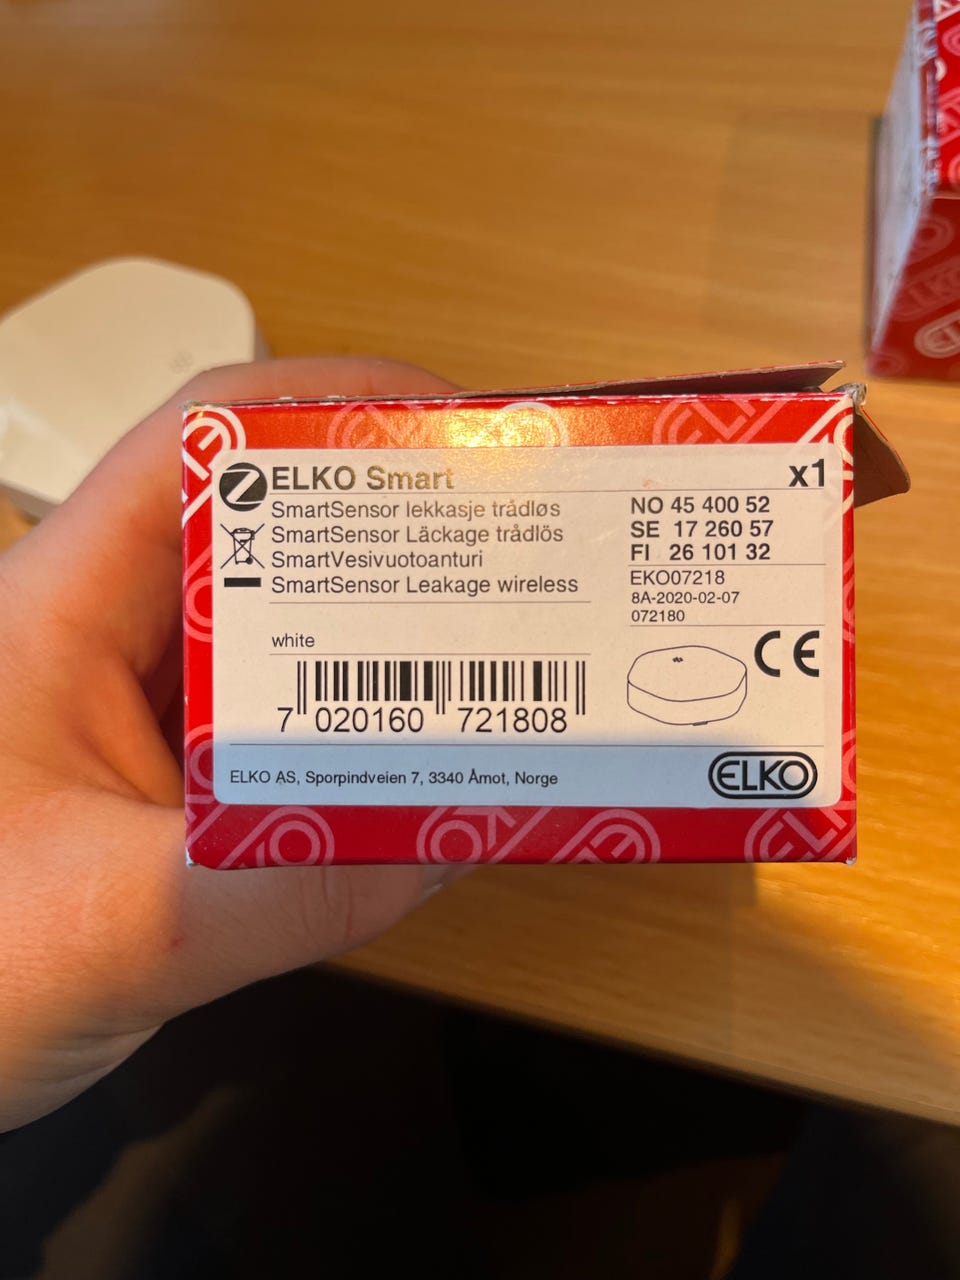 ELKO Smart
x1
SmartSensor lekkasje trådløs
SmartSensor Läckage trådlös
SmartVesivuotoanturi
SmartSensor Leakage wireless
NO 45 400 52
SE 17 260 57
FI 26 101 32
EKO07218
8A-2020-02-07
072180
white
CE
7 020160 721808
ELKO AS, Sporpindveien 7, 3340 Åmot, Norge
ELKO